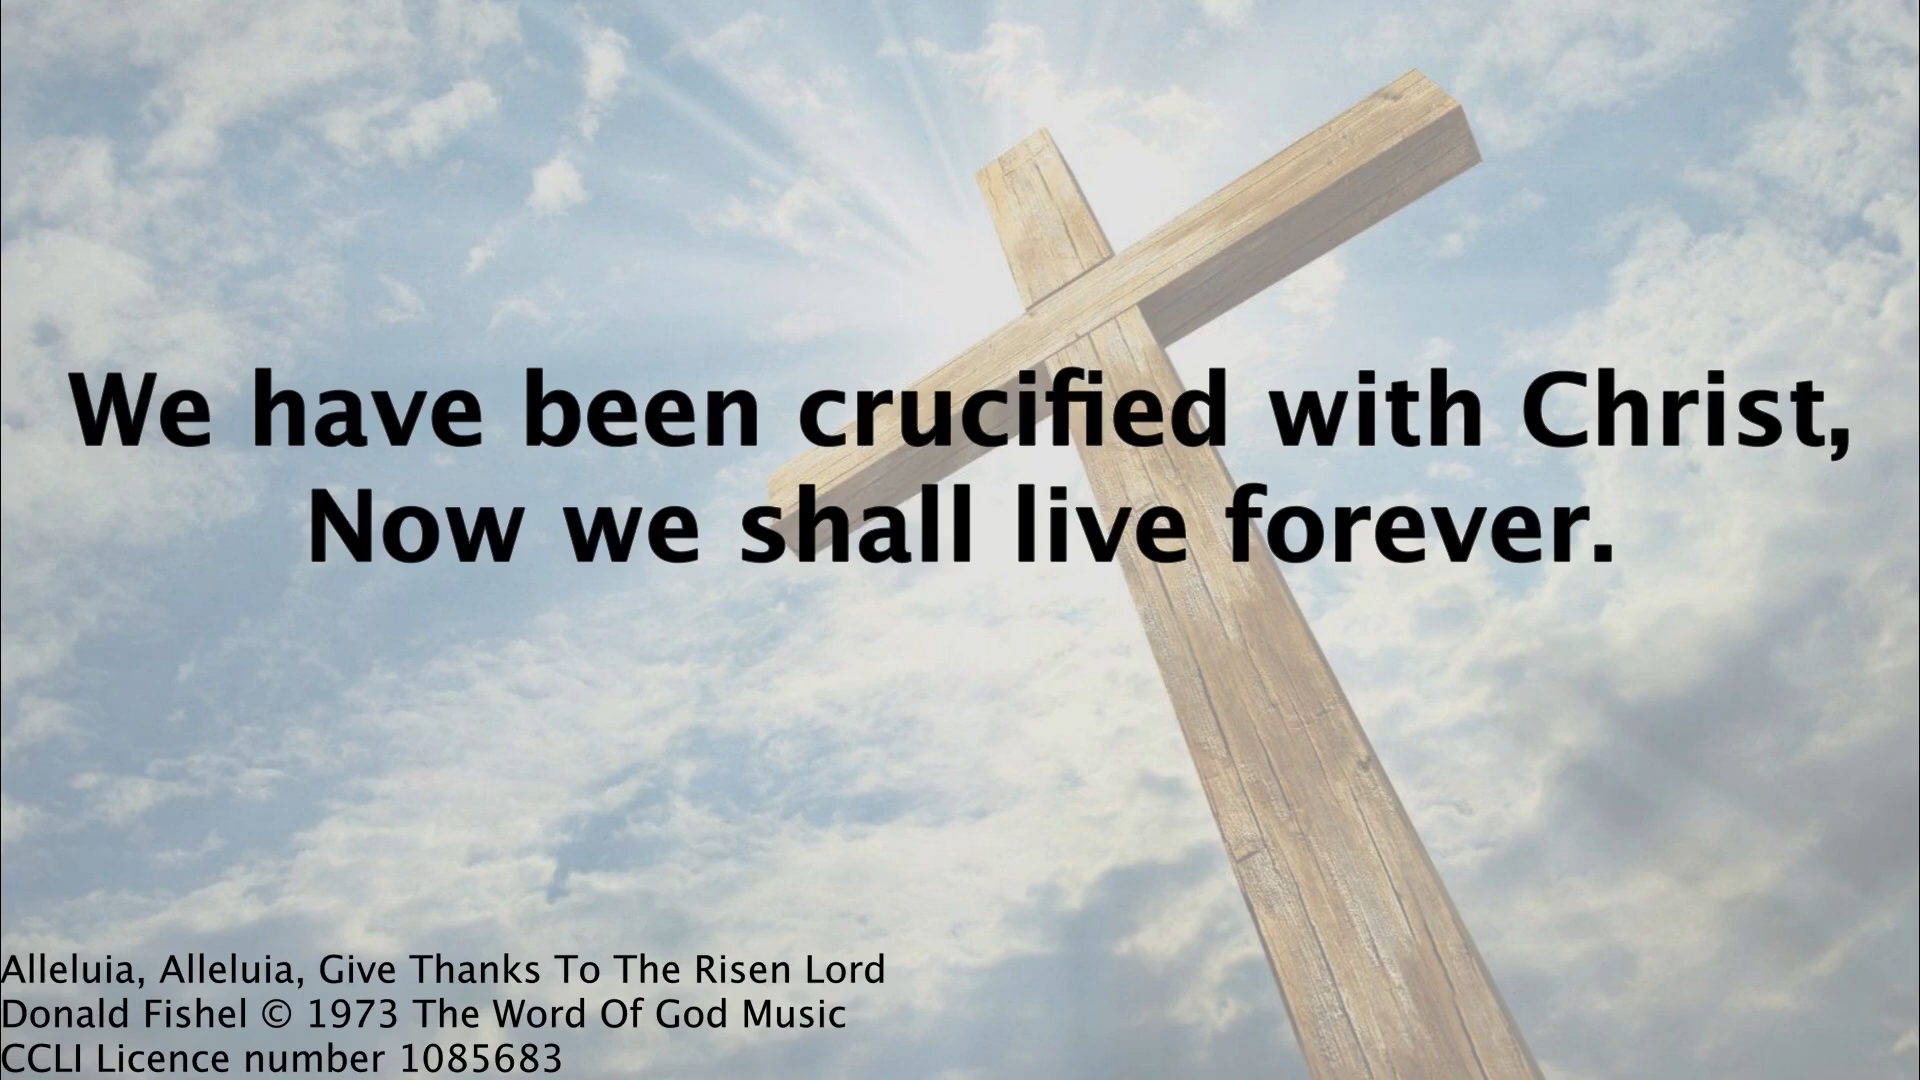 We have been crucified with Christ,
Now we shall live forever.
Alleluia, Alleluia, Give Thanks To The Risen Lord
Donald Fishel © 1973 The Word Of God Music
CCLI Licence number 1085683